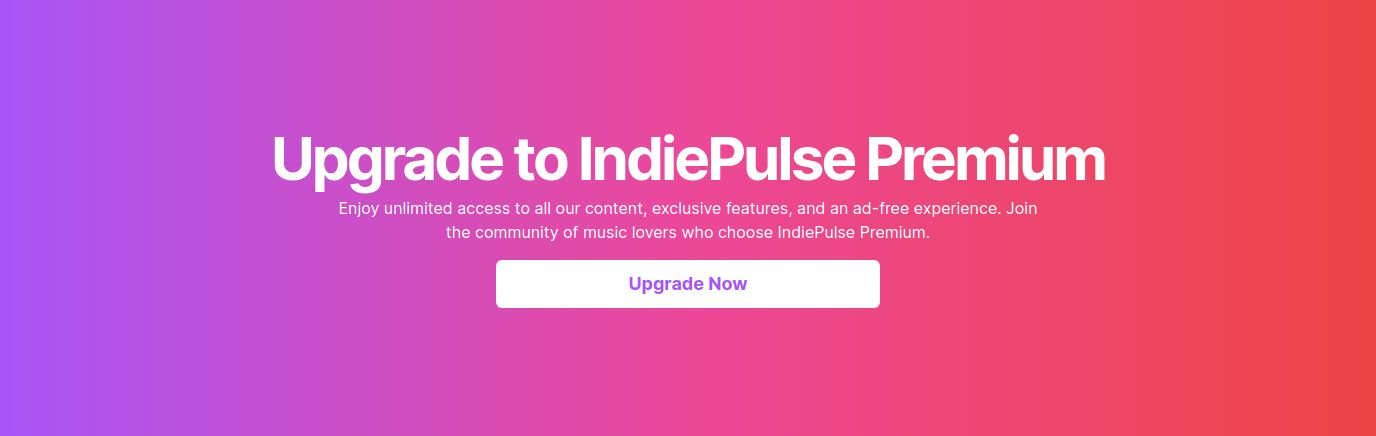 Upgrade to IndiePulse Premium
Enjoy unlimited access to all our content, exclusive features, and an ad-free experience. Join
the community of music lovers who choose IndiePulse Premium.
Upgrade Now